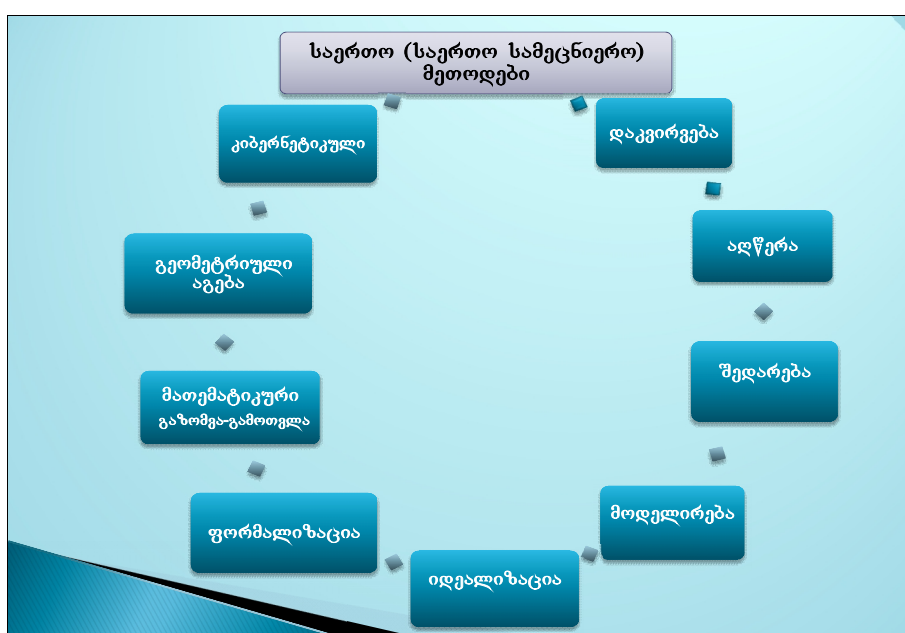 საერთო (საერთო სამეცნიერო)
მეთოდები
დაკვირვება
აღწერა
შედარება
მოდელირება
იდეალიზაცია
ფორმალიზაცია
მათემატიკური
გაზომვა-გამოთვლა
გეომეტრიული
აგება
კიბერნეტიკული